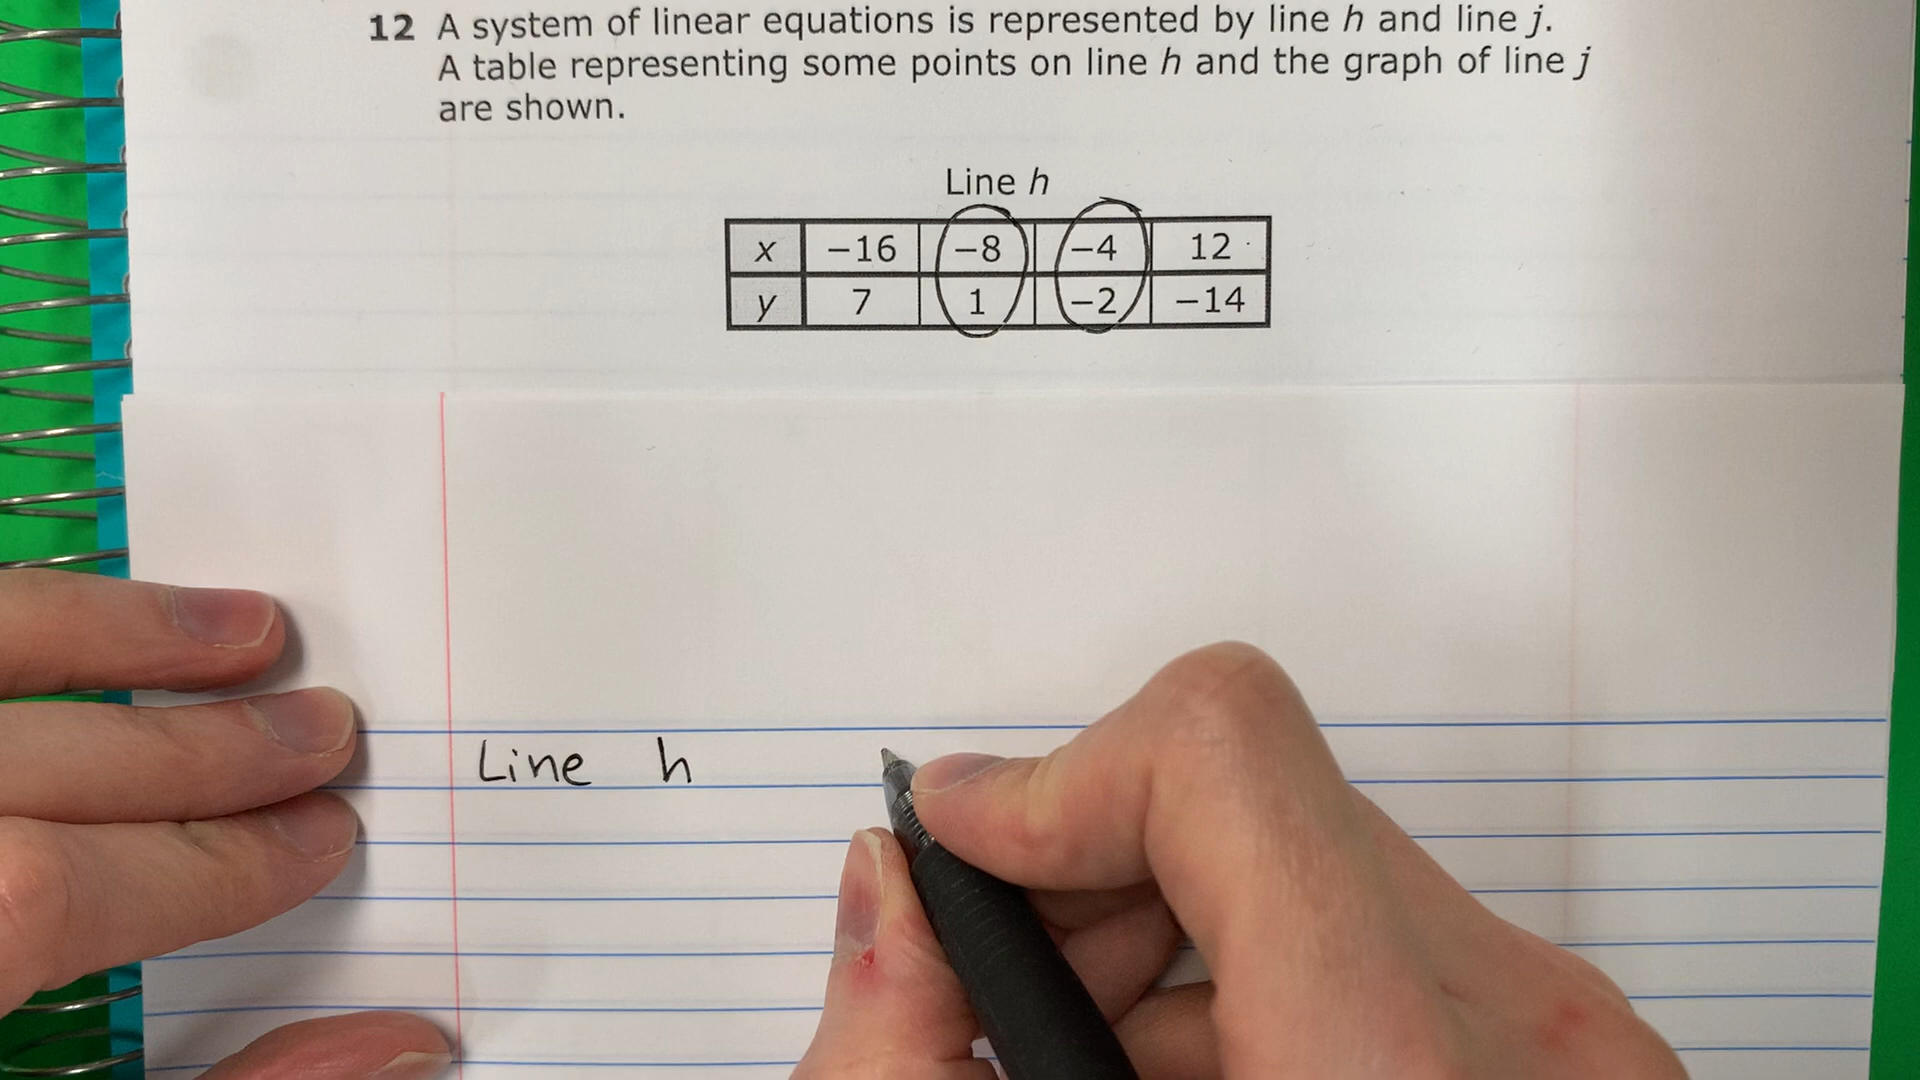 12 A system of linear equations is represented by line h and line j.
A table representing some points on line h and the graph of line j
are shown.
Line h
x −16 −8 −4 12
y 7 1 −2 −14
Line h